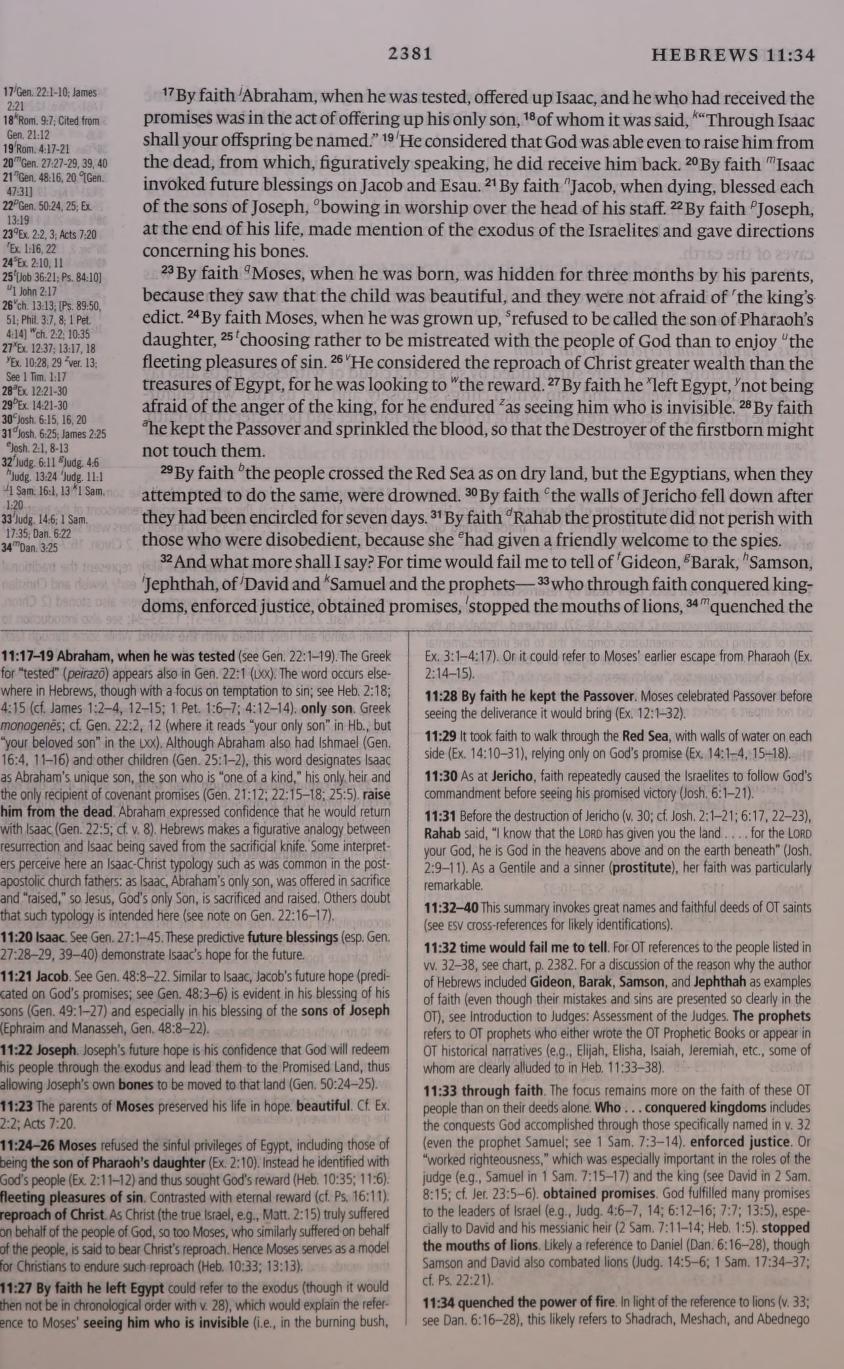 2381 HEBREWS 11:34
17 lGen. 22:1-10; James
2:21
18 kRom. 9:7; Cited from
Gen. 21:12
19 lRom. 4:17-21
20 mGen. 27:27-29, 39, 40
21 nGen. 48:16, 20 o[Gen.
47:31]
22 pGen. 50:24, 25; Ex.
13:19
23 qEx. 2:2, 3; Acts 7:20
rEx. 1:16, 22
24 sEx. 2:10, 11
25 t[Job 36:21; Ps. 84:10]
u1 John 2:17
26 vch. 13:13; [Ps. 89:50,
51; Phil. 3:7, 8; 1 Pet.
4:14] wch. 2:2; 10:35
27 xEx. 12:37; 13:17, 18
yEx. 10:28, 29 zver. 13;
See 1 Tim. 1:17
28 aEx. 12:21-30
29 bEx. 14:21-30
30 cJosh. 6:15, 16, 20
31 dJosh. 6:25; James 2:25
eJosh. 2:1, 8-13
32 fJudg. 6:11 gJudg. 4:6
hJudg. 13:24 iJudg. 11:1
j1 Sam. 16:1, 13 k1 Sam.
1:20
33 lJudg. 14:6; 1 Sam.
17:35; Dan. 6:22
34 mDan. 3:25
17 By faith jAbraham, when he was tested, offered up Isaac, and he who had received the
promises was in the act of offering up his only son, 18 of whom it was said, k“Through Isaac
shall your offspring be named.” 19 lHe considered that God was able even to raise him from
the dead, from which, figuratively speaking, he did receive him back. 20 By faith mIsaac
invoked future blessings on Jacob and Esau. 21 By faith nJacob, when dying, blessed each
of the sons of Joseph, obowing in worship over the head of his staff. 22 By faith pJoseph,
at the end of his life, made mention of the exodus of the Israelites and gave directions
concerning his bones.
23 By faith qMoses, when he was born, was hidden for three months by his parents,
because they saw that the child was beautiful, and they were not afraid of rthe king’s
edict. 24 By faith Moses, when he was grown up, srefused to be called the son of Pharaoh’s
daughter, 25 tchoosing rather to be mistreated with the people of God than to enjoy uthe
fleeting pleasures of sin. 26 vHe considered the reproach of Christ greater wealth than the
treasures of Egypt, for he was looking to wthe reward. 27 By faith he xleft Egypt, ynot being
afraid of the anger of the king, for he endured zas seeing him who is invisible. 28 By faith
ahe kept the Passover and sprinkled the blood, so that the Destroyer of the firstborn might
not touch them.
29 By faith bthe people crossed the Red Sea as on dry land, but the Egyptians, when they
attempted to do the same, were drowned. 30 By faith cthe walls of Jericho fell down after
they had been encircled for seven days. 31 By faith dRahab the prostitute did not perish with
those who were disobedient, because she ehad given a friendly welcome to the spies.
32 And what more shall I say? For time would fail me to tell of fGideon, gBarak, hSamson,
iJephthah, of jDavid and kSamuel and the prophets— 33 who through faith conquered king-
doms, enforced justice, obtained promises, lstopped the mouths of lions, 34 mquenched the
11:17–19 Abraham, when he was tested (see Gen. 22:1–19). The Greek
for “tested” (peirazō) appears also in Gen. 22:1 (LXX). The word occurs else-
where in Hebrews, though with a focus on temptation to sin; see Heb. 2:18;
4:15 (cf. James 1:2–4, 12–15; 1 Pet. 1:6–7; 4:12–14). only son. Greek
monogenēs; cf. Gen. 22:2, 12 (where it reads “your only son” in Hb., but
“your beloved son” in the LXX). Although Abraham also had Ishmael (Gen.
16:4, 11–16) and other children (Gen. 25:1–2), this word designates Isaac
as Abraham’s unique son, the son who is “one of a kind,” his only heir and
the only recipient of covenant promises (Gen. 21:12; 22:15–18; 25:5). raise
him from the dead. Abraham expressed confidence that he would return
with Isaac (Gen. 22:5; cf. v. 8). Hebrews makes a figurative analogy between
resurrection and Isaac being saved from the sacrificial knife. Some interpret-
ers perceive here an Isaac-Christ typology such as was common in the post-
apostolic church fathers: as Isaac, Abraham’s only son, was offered in sacrifice
and “raised,” so Jesus, God’s only Son, is sacrificed and raised. Others doubt
that such typology is intended here (see note on Gen. 22:16–17).
11:20 Isaac. See Gen. 27:1–45. These predictive future blessings (esp. Gen.
27:28–29, 39–40) demonstrate Isaac’s hope for the future.
11:21 Jacob. See Gen. 48:8–22. Similar to Isaac, Jacob’s future hope (predi-
cated on God’s promises; see Gen. 48:3–6) is evident in his blessing of his
sons (Gen. 49:1–27) and especially in his blessing of the sons of Joseph
(Ephraim and Manasseh, Gen. 48:8–22).
11:22 Joseph. Joseph’s future hope is his confidence that God will redeem
his people through the exodus and lead them to the Promised Land, thus
allowing Joseph’s own bones to be moved to that land (Gen. 50:24–25).
11:23 The parents of Moses preserved his life in hope. beautiful. Cf. Ex.
2:2; Acts 7:20.
11:24–26 Moses refused the sinful privileges of Egypt, including those of
being the son of Pharaoh’s daughter (Ex. 2:10). Instead he identified with
God’s people (Ex. 2:11–12) and thus sought God’s reward (Heb. 10:35; 11:6).
fleeting pleasures of sin. Contrasted with eternal reward (cf. Ps. 16:11).
reproach of Christ. As Christ (the true Israel, e.g., Matt. 2:15) truly suffered
on behalf of the people of God, so too Moses, who similarly suffered on behalf
of the people, is said to bear Christ’s reproach. Hence Moses serves as a model
for Christians to endure such reproach (Heb. 10:33; 13:13).
11:27 By faith he left Egypt could refer to the exodus (though it would
then not be in chronological order with v. 28), which would explain the refer-
ence to Moses’ seeing him who is invisible (i.e., in the burning bush,
Ex. 3:1–4:17). Or it could refer to Moses’ earlier escape from Pharaoh (Ex.
2:14–15).
11:28 By faith he kept the Passover. Moses celebrated Passover before
seeing the deliverance it would bring (Ex. 12:1–32).
11:29 It took faith to walk through the Red Sea, with walls of water on each
side (Ex. 14:10–31), relying only on God’s promise (Ex. 14:1–4, 15–18).
11:30 As at Jericho, faith repeatedly caused the Israelites to follow God’s
commandment before seeing his promised victory (Josh. 6:1–21).
11:31 Before the destruction of Jericho (v. 30; cf. Josh. 2:1–21; 6:17, 22–23),
Rahab said, “I know that the LORD has given you the land . . . . for the LORD
your God, he is God in the heavens above and on the earth beneath” (Josh.
2:9–11). As a Gentile and a sinner (prostitute), her faith was particularly
remarkable.
11:32–40 This summary invokes great names and faithful deeds of OT saints
(see ESV cross-references for likely identifications).
11:32 time would fail me to tell. For OT references to the people listed in
vv. 32–38, see chart, p. 2382. For a discussion of the reason why the author
of Hebrews included Gideon, Barak, Samson, and Jephthah as examples
of faith (even though their mistakes and sins are presented so clearly in the
OT), see Introduction to Judges: Assessment of the Judges. The prophets
refers to OT prophets who either wrote the OT Prophetic Books or appear in
OT historical narratives (e.g., Elijah, Elisha, Isaiah, Jeremiah, etc., some of
whom are clearly alluded to in Heb. 11:33–38).
11:33 through faith. The focus remains more on the faith of these OT
people than on their deeds alone. Who . . . conquered kingdoms includes
the conquests God accomplished through those specifically named in v. 32
(even the prophet Samuel; see 1 Sam. 7:3–14). enforced justice. Or
“worked righteousness,” which was especially important in the roles of the
judge (e.g., Samuel in 1 Sam. 7:15–17) and the king (see David in 2 Sam.
8:15; cf. Jer. 23:5–6). obtained promises. God fulfilled many promises
to the leaders of Israel (e.g., Judg. 4:6–7, 14; 6:12–16; 7:7; 13:5), espe-
cially to David and his messianic heir (2 Sam. 7:11–14; Heb. 1:5). stopped
the mouths of lions. Likely a reference to Daniel (Dan. 6:16–28), though
Samson and David also combated lions (Judg. 14:5–6; 1 Sam. 17:34–37;
cf. Ps. 22:21).
11:34 quenched the power of fire. In light of the reference to lions (v. 33;
see Dan. 6:16–28), this likely refers to Shadrach, Meshach, and Abednego